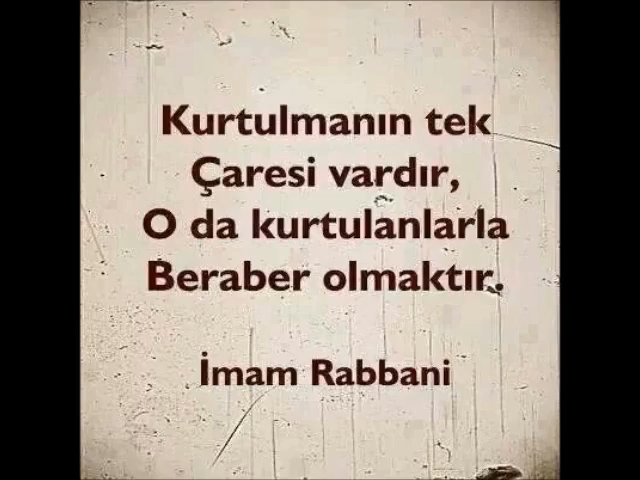 Kurtulmanın tek
Çaresi vardır,
O da kurtulanlarla
Beraber olmaktır.
İmam Rabbani